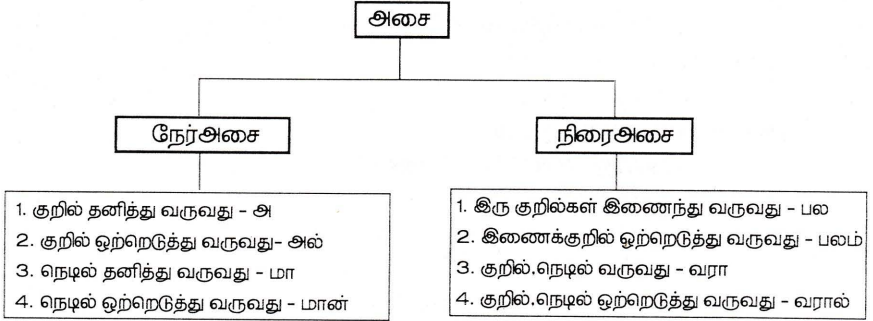 அசை
நேர்அசை
நிரைஅசை
1. குறில் தனித்து வருவது - அ
2. குறில் ஒற்றெடுத்து வருவது- அல்
3. நெடில் தனித்து வருவது - மா
4. நெடில் ஒற்றெடுத்து வருவது - மான்
1. இரு குறில்கள் இணைந்து வருவது - பல
2. இணைக்குறில் ஒற்றெடுத்து வருவது - பலம்
3. குறில்.நெடில் வருவது - வரா
4. குறில்.நெடில் ஒற்றெடுத்து வருவது - வரால்